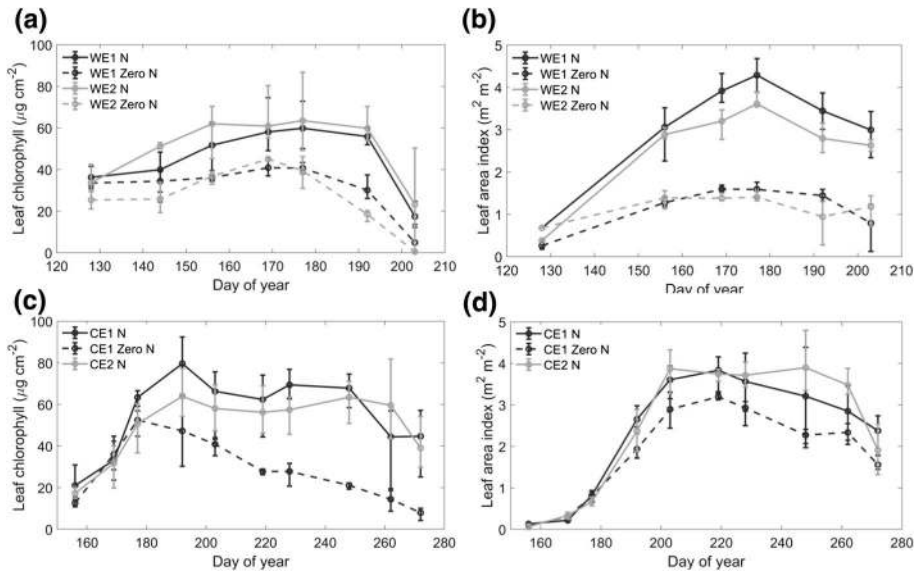 (a)
100
80
60
40
20
0
Leaf chlorophyll (μg cm-2)
WE1 N
WE1 Zero N
WE2 N
WE2 Zero N
120 130 140 150 160 170 180 190 200 210
Day of year
(b)
5
4
3
2
1
0
Leaf area index (m2 m-2)
WE1 N
WE1 Zero N
WE2 N
WE2 Zero N
120 130 140 150 160 170 180 190 200 210
Day of year
(c)
100
80
60
40
20
0
Leaf chlorophyll (μg cm-2)
CE1 N
CE1 Zero N
CE2 N
160 180 200 220 240 260 280
Day of year
(d)
5
4
3
2
1
0
Leaf area index (m2 m-2)
CE1 N
CE1 Zero N
CE2 N
160 180 200 220 240 260 280
Day of year